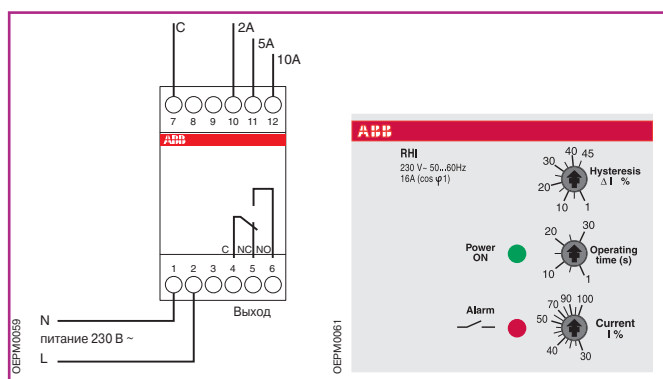 C 2A
5A
10A
7 8 9 10 11 12
ABB
C NC NO
1 2 3 4 5 6
Выход
N
питание 230 В ~
L
OEPM0059
ABB
RHI
230 V~ 50...60Hz
16A (cos φ 1)
40 45
30
20
10 1
Hysteresis
Δ I %
Power
ON
20 30
10 1
Operating
time (s)
Alarm
90 100
70
50
40 30
Current
I %
OEPM0061